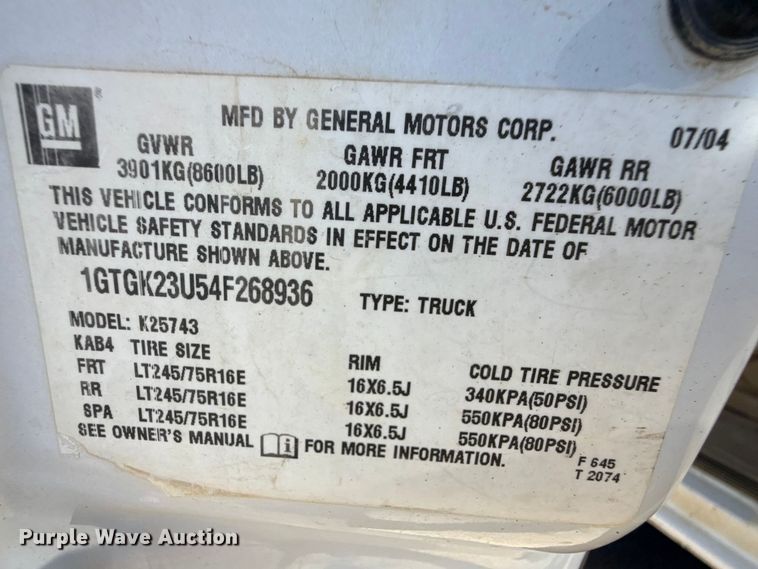 GM
MFD BY GENERAL MOTORS CORP. 07/04
GVWR GAWR FRT GAWR RR
3901KG(8600LB) 2000KG(4410LB) 2722KG(6000LB)
THIS VEHICLE CONFORMS TO ALL APPLICABLE U.S. FEDERAL MOTOR
VEHICLE SAFETY STANDARDS IN EFFECT ON THE DATE OF
MANUFACTURE SHOWN ABOVE.
1GTGK23U54F268936 TYPE: TRUCK
MODEL: K25743
KAB4 TIRE SIZE RIM COLD TIRE PRESSURE
FRT LT245/75R16E 16X6.5J 340KPA(50PSI)
RR LT245/75R16E 16X6.5J 550KPA(80PSI)
SPA LT245/75R16E 16X6.5J 550KPA(80PSI)
SEE OWNER'S MANUAL i FOR MORE INFORMATION.
F 645
T 2074
Purple Wave Auction